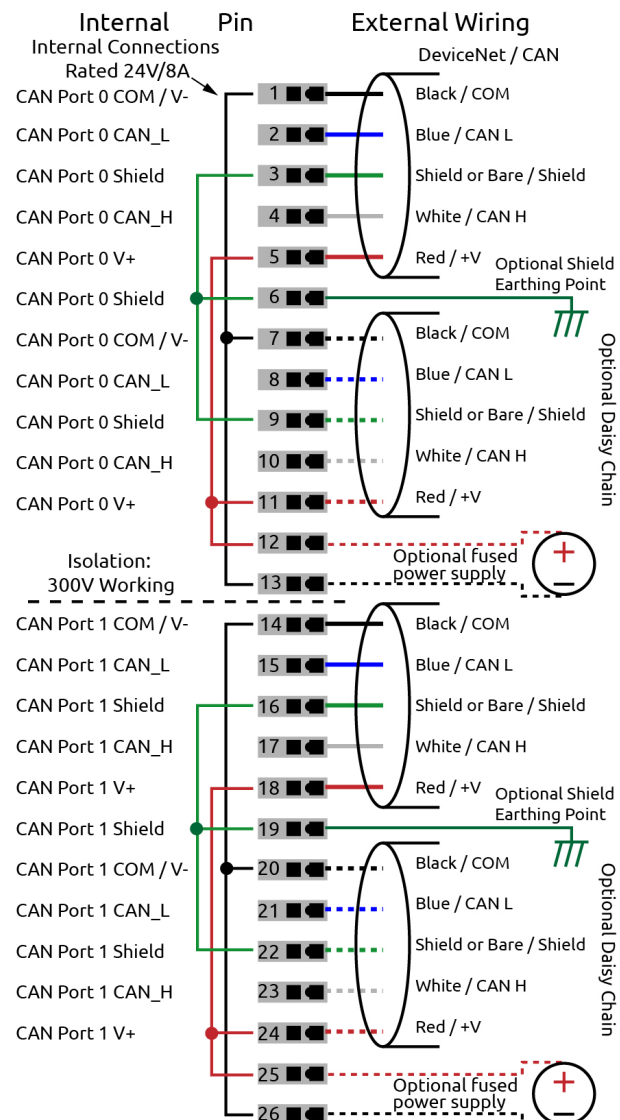 Internal Pin External Wiring
Internal Connections
Rated 24V/8A
DeviceNet / CAN
CAN Port 0 COM / V- 1 Black / COM
CAN Port 0 CAN_L 2 Blue / CAN L
CAN Port 0 Shield 3 Shield or Bare / Shield
CAN Port 0 CAN_H 4 White / CAN H
CAN Port 0 V+ 5 Red / +V
Optional Shield
Earthing Point
CAN Port 0 Shield 6
CAN Port 0 COM / V- 7 Black / COM
CAN Port 0 CAN_L 8 Blue / CAN L
CAN Port 0 Shield 9 Shield or Bare / Shield
CAN Port 0 CAN_H 10 White / CAN H
CAN Port 0 V+ 11 Red / +V
Optional Daisy Chain
12
Optional fused
power supply
+
−
13
Isolation:
300V Working
CAN Port 1 COM / V- 14 Black / COM
CAN Port 1 CAN_L 15 Blue / CAN L
CAN Port 1 Shield 16 Shield or Bare / Shield
CAN Port 1 CAN_H 17 White / CAN H
CAN Port 1 V+ 18 Red / +V
Optional Shield
Earthing Point
CAN Port 1 Shield 19
CAN Port 1 COM / V- 20 Black / COM
CAN Port 1 CAN_L 21 Blue / CAN L
CAN Port 1 Shield 22 Shield or Bare / Shield
CAN Port 1 CAN_H 23 White / CAN H
CAN Port 1 V+ 24 Red / +V
Optional Daisy Chain
25
Optional fused
power supply
+
−
26